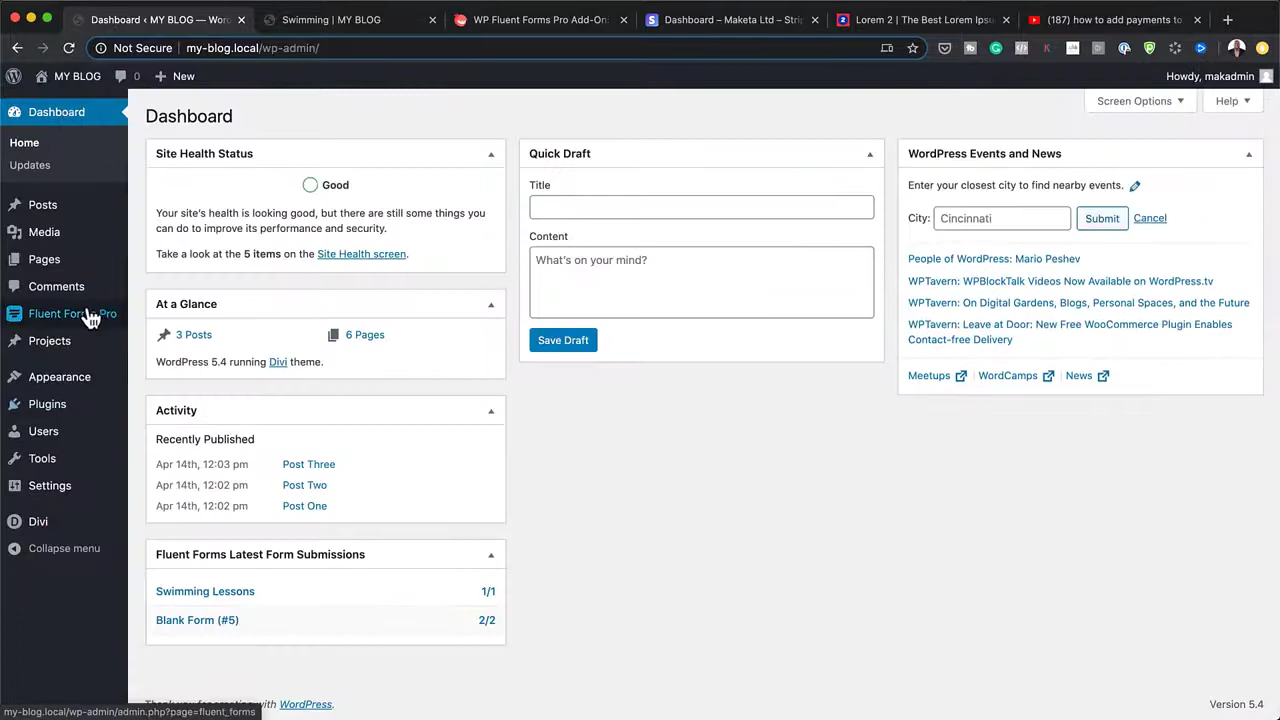 Dashboard ‹ MY BLOG — Wor
Swimming | MY BLOG
WP Fluent Forms Pro Add-On
Dashboard – Maketa Ltd – Strip
Lorem 2 | The Best Lorem Ipsu
(187) how to add payments to
Not Secure | my-blog.local/wp-admin/
MY BLOG 0 New
Howdy, makadmin
Dashboard
Home
Updates
Posts
Media
Pages
Comments
Fluent Forms Pro
Projects
Appearance
Plugins
Users
Tools
Settings
Divi
Collapse menu
Screen Options
Help
Dashboard
Site Health Status
Good
Your site's health is looking good, but there are still some things you
can do to improve its performance and security.
Take a look at the 5 items on the Site Health screen.
At a Glance
3 Posts
6 Pages
WordPress 5.4 running Divi theme.
Activity
Recently Published
Apr 14th, 12:03 pm Post Three
Apr 14th, 12:02 pm Post Two
Apr 14th, 12:02 pm Post One
Fluent Forms Latest Form Submissions
Swimming Lessons 1/1
Blank Form (#5) 2/2
Quick Draft
Title
Content
What's on your mind?
Save Draft
WordPress Events and News
Enter your closest city to find nearby events.
City: Cincinnati Submit Cancel
People of WordPress: Mario Peshev
WPTavern: WPBlockTalk Videos Now Available on WordPress.tv
WPTavern: On Digital Gardens, Blogs, Personal Spaces, and the Future
WPTavern: Leave at Door: New Free WooCommerce Plugin Enables
Contact-free Delivery
Meetups | WordCamps | News
Thank you for creating with WordPress.
Version 5.4
my-blog.local/wp-admin/admin.php?page=fluent_forms